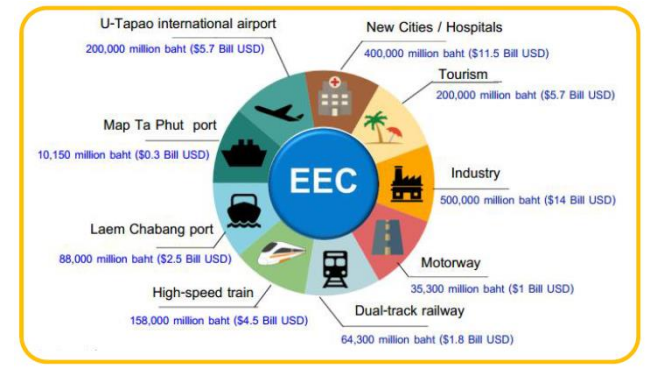 U-Tapao international airport
200,000 million baht ($5.7 Bill USD)
New Cities / Hospitals
400,000 million baht ($11.5 Bill USD)
Tourism
200,000 million baht ($5.7 Bill USD)
Map Ta Phut port
10,150 million baht ($0.3 Bill USD)
EEC
Industry
500,000 million baht ($14 Bill USD)
Laem Chabang port
88,000 million baht ($2.5 Bill USD)
Motorway
35,300 million baht ($1 Bill USD)
High-speed train
158,000 million baht ($4.5 Bill USD)
Dual-track railway
64,300 million baht ($1.8 Bill USD)